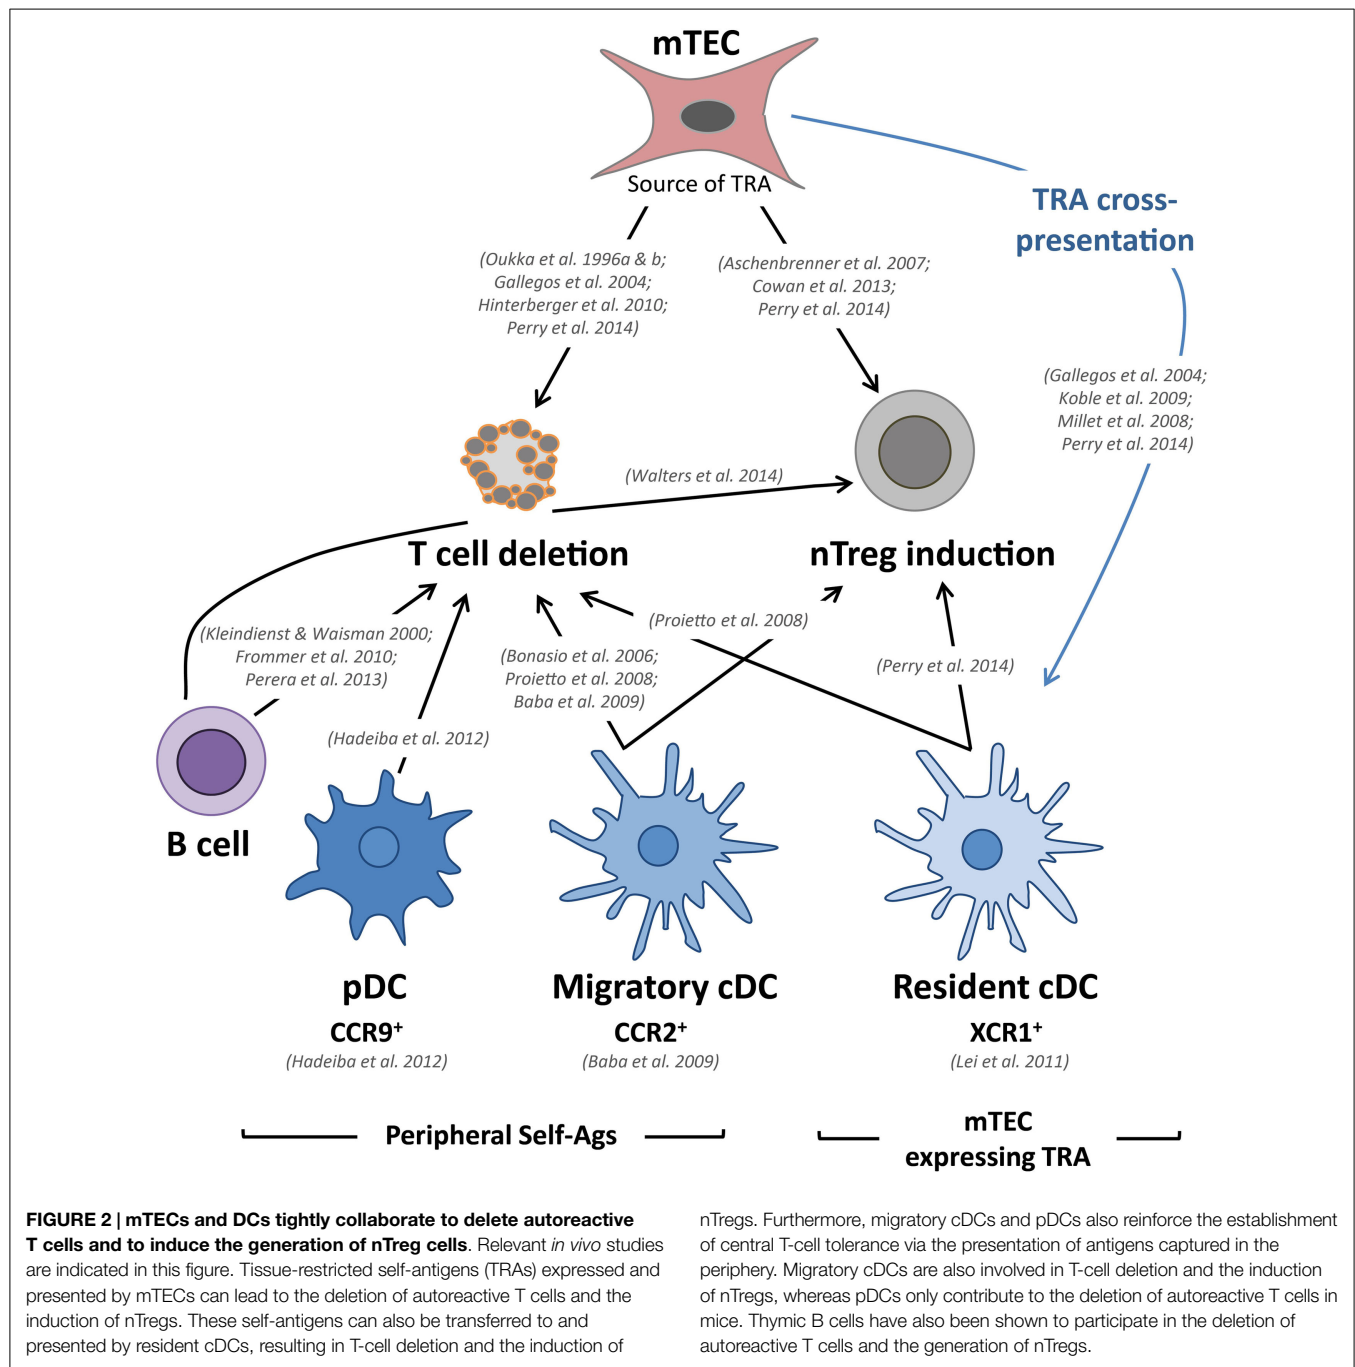 mTEC
Source of TRA
TRA cross-
presentation
(Oukka et al. 1996a & b;
Gallegos et al. 2004;
Hinterberger et al. 2010;
Perry et al. 2014)
(Aschenbrenner et al. 2007;
Cowan et al. 2013;
Perry et al. 2014)
(Gallegos et al. 2004;
Koble et al. 2009;
Millet et al. 2008;
Perry et al. 2014)
(Walters et al. 2014)
T cell deletion
nTreg induction
(Kleindienst & Waisman 2000;
Frommer et al. 2010;
Perera et al. 2013)
(Hadeiba et al. 2012)
(Bonasio et al. 2006;
Proietto et al. 2008;
Baba et al. 2009)
(Proietto et al. 2008)
(Perry et al. 2014)
B cell
pDC
CCR9+
(Hadeiba et al. 2012)
Migratory cDC
CCR2+
(Baba et al. 2009)
Resident cDC
XCR1+
(Lei et al. 2011)
Peripheral Self-Ags
mTEC
expressing TRA
FIGURE 2 | mTECs and DCs tightly collaborate to delete autoreactive
T cells and to induce the generation of nTreg cells. Relevant in vivo studies
are indicated in this figure. Tissue-restricted self-antigens (TRAs) expressed and
presented by mTECs can lead to the deletion of autoreactive T cells and the
induction of nTregs. These self-antigens can also be transferred to and
presented by resident cDCs, resulting in T-cell deletion and the induction of
nTregs. Furthermore, migratory cDCs and pDCs also reinforce the establishment
of central T-cell tolerance via the presentation of antigens captured in the
periphery. Migratory cDCs are also involved in T-cell deletion and the induction
of nTregs, whereas pDCs only contribute to the deletion of autoreactive T cells in
mice. Thymic B cells have also been shown to participate in the deletion of
autoreactive T cells and the generation of nTregs.